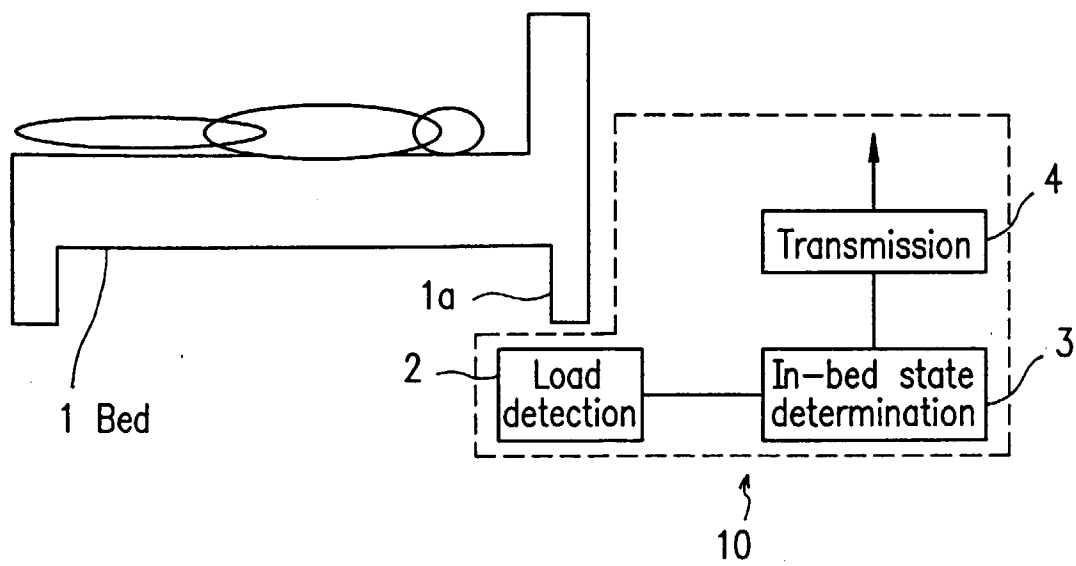 4
Transmission
1a
2
Load
detection
In-bed state
determination
3
1 Bed
10